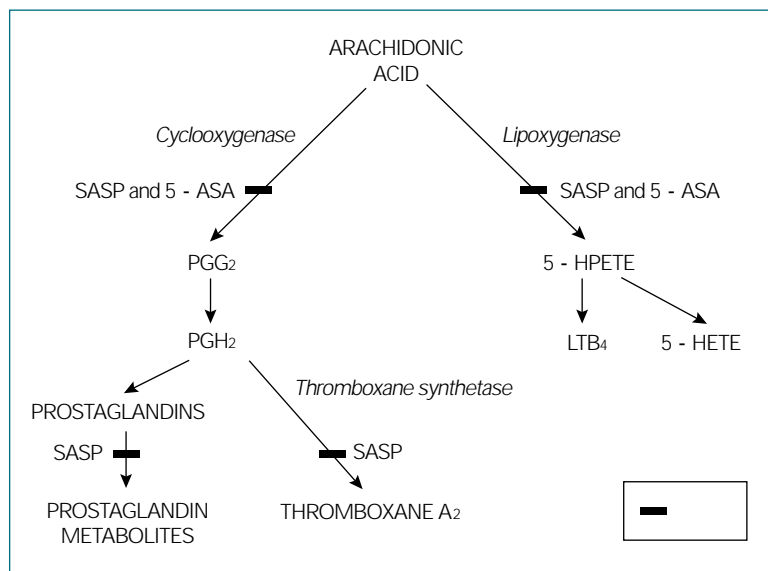 ARACHIDONIC
ACID
Cyclooxygenase
Lipoxygenase
SASP and 5 - ASA
SASP and 5 - ASA
PGG₂
5 - HPETE
PGH₂
LTB₄
5 - HETE
Thromboxane synthetase
PROSTAGLANDINS
SASP
SASP
PROSTAGLANDIN
METABOLITES
THROMBOXANE A₂